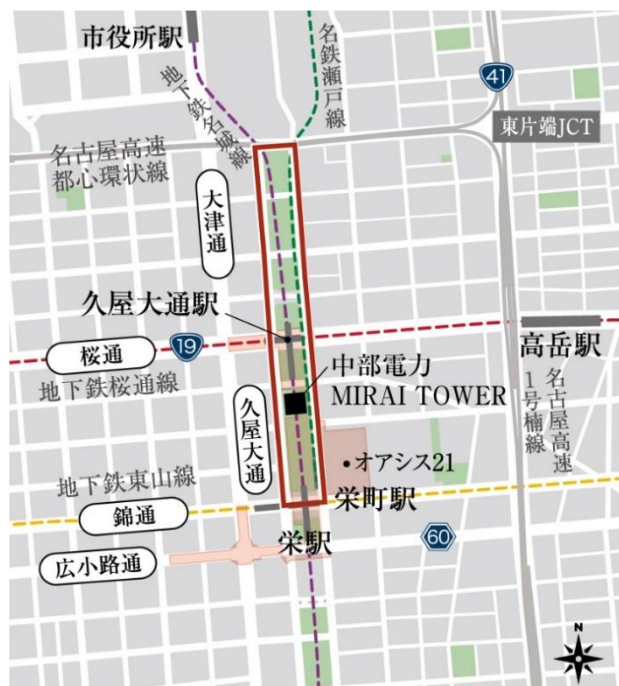 市役所駅
地下鉄名城線
名鉄瀬戸線
41
東片端JCT
名古屋高速
都心環状線
大津通
久屋大通駅
19
桜通
地下鉄桜通線
高岳駅
中部電力
MIRAI TOWER
名古屋高速
1号楠線
久屋大通
オアシス21
地下鉄東山線
栄町駅
錦通
栄駅
60
広小路通
N